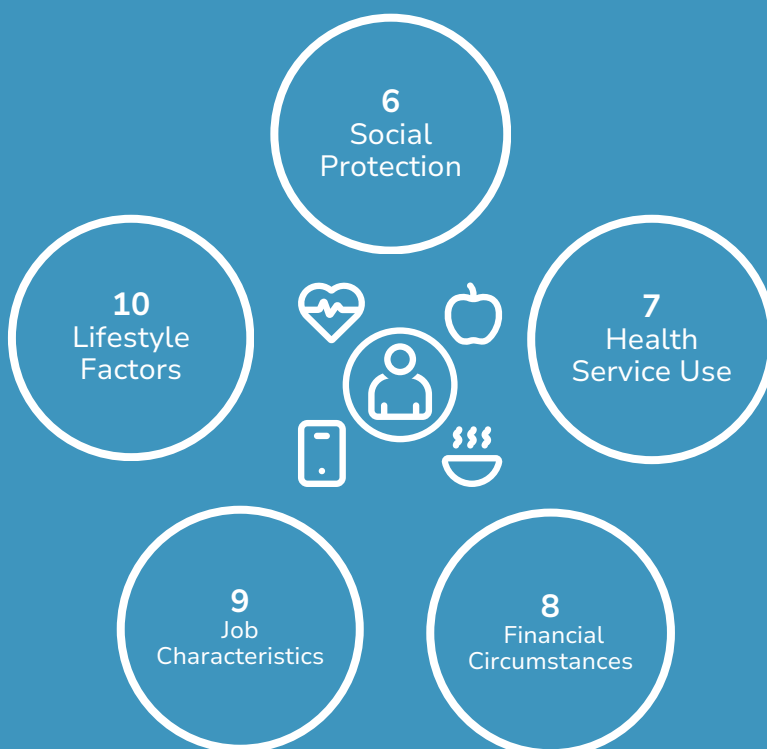 6
Social
Protection
10
Lifestyle
Factors
7
Health
Service Use
9
Job
Characteristics
8
Financial
Circumstances